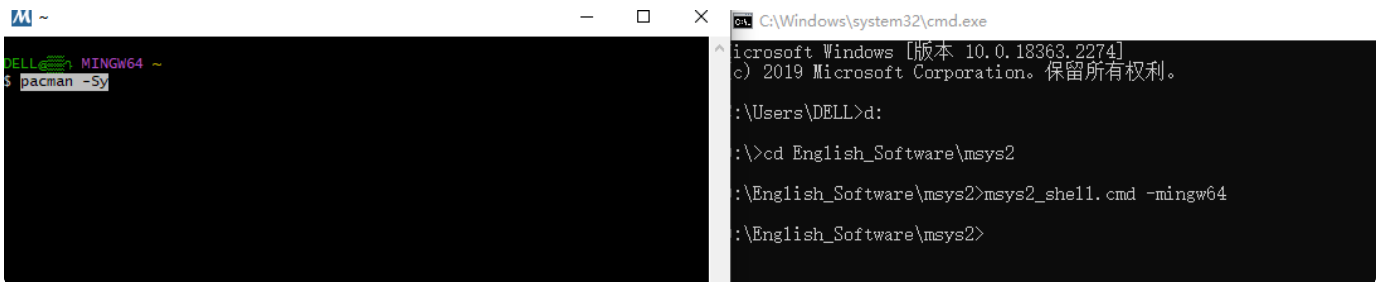 ~
DELL@ MINGW64 ~
$ pacman -Sy
C:\Windows\system32\cmd.exe
icrosoft Windows [版本 10.0.18363.2274]
c) 2019 Microsoft Corporation。保留所有权利。
:\Users\DELL>d:
:\>cd English_Software\msys2
:\English_Software\msys2>msys2_shell.cmd -mingw64
:\English_Software\msys2>